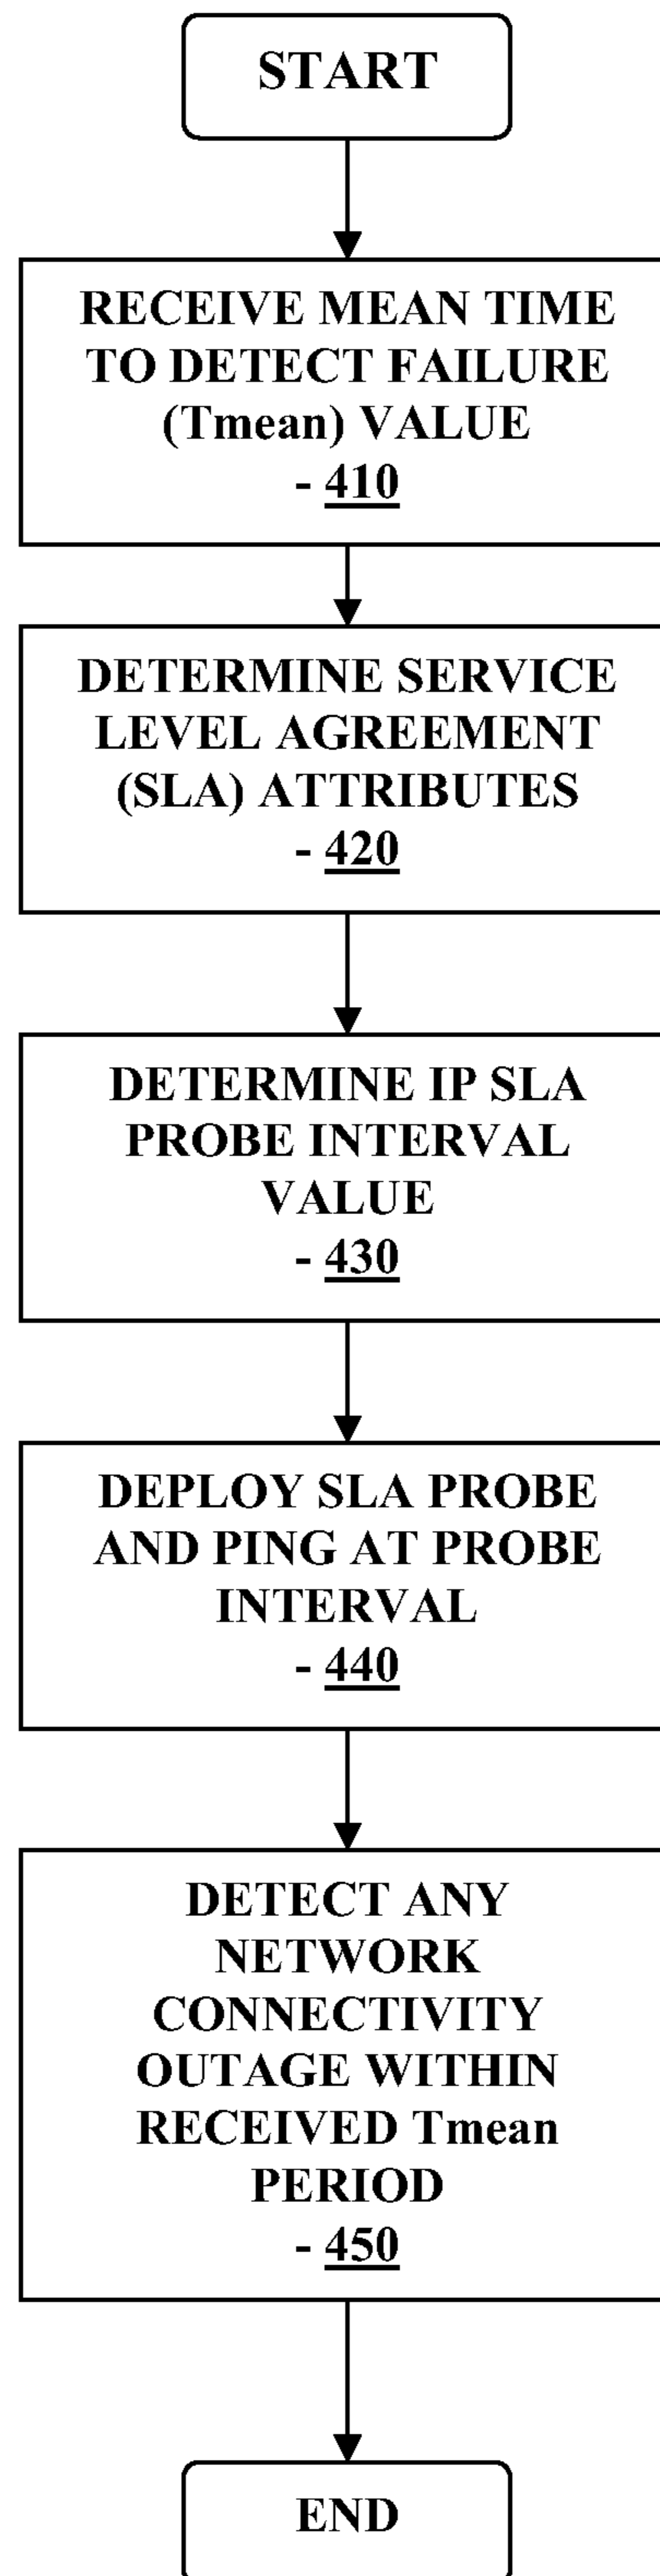 START
RECEIVE MEAN TIME
TO DETECT FAILURE
(Tmean) VALUE
- 410
DETERMINE SERVICE
LEVEL AGREEMENT
(SLA) ATTRIBUTES
- 420
DETERMINE IP SLA
PROBE INTERVAL
VALUE
- 430
DEPLOY SLA PROBE
AND PING AT PROBE
INTERVAL
- 440
DETECT ANY
NETWORK
CONNECTIVITY
OUTAGE WITHIN
RECEIVED Tmean
PERIOD
- 450
END